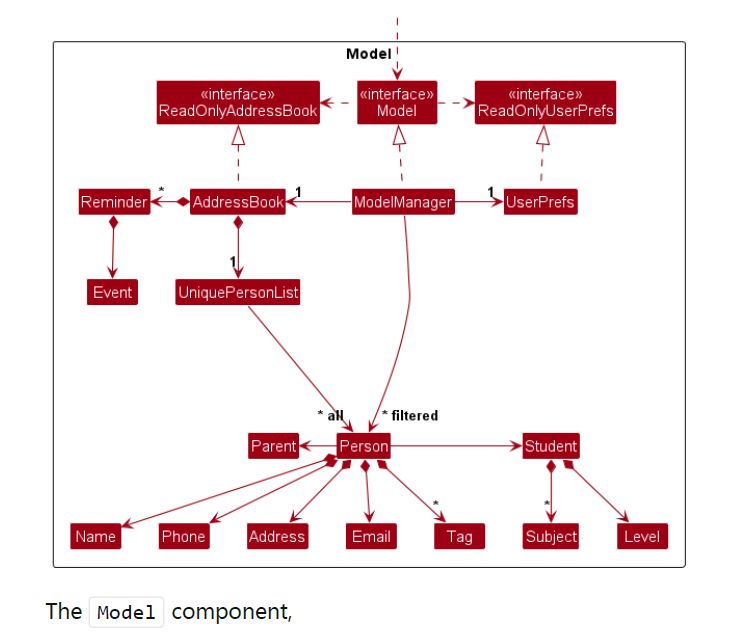 Model
«interface»
ReadOnlyAddressBook
«interface»
Model
«interface»
ReadOnlyUserPrefs
Reminder
*
AddressBook
1
ModelManager
1
UserPrefs
1
Event
UniquePersonList
* all
* filtered
Parent
Person
Student
*
*
Name
Phone
Address
Email
Tag
Subject
Level
The Model component,